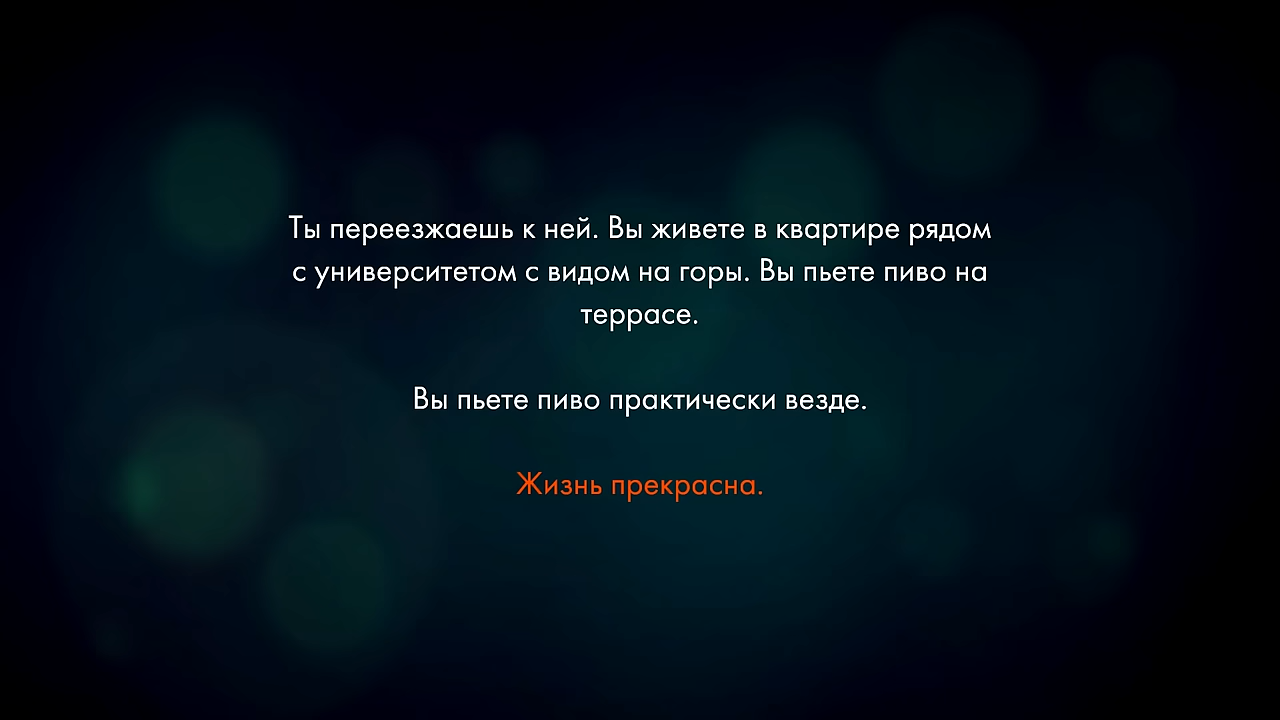 Ты переезжаешь к ней. Вы живете в квартире рядом
с университетом с видом на горы. Вы пьете пиво на
террасе.
Вы пьете пиво практически везде.
Жизнь прекрасна.